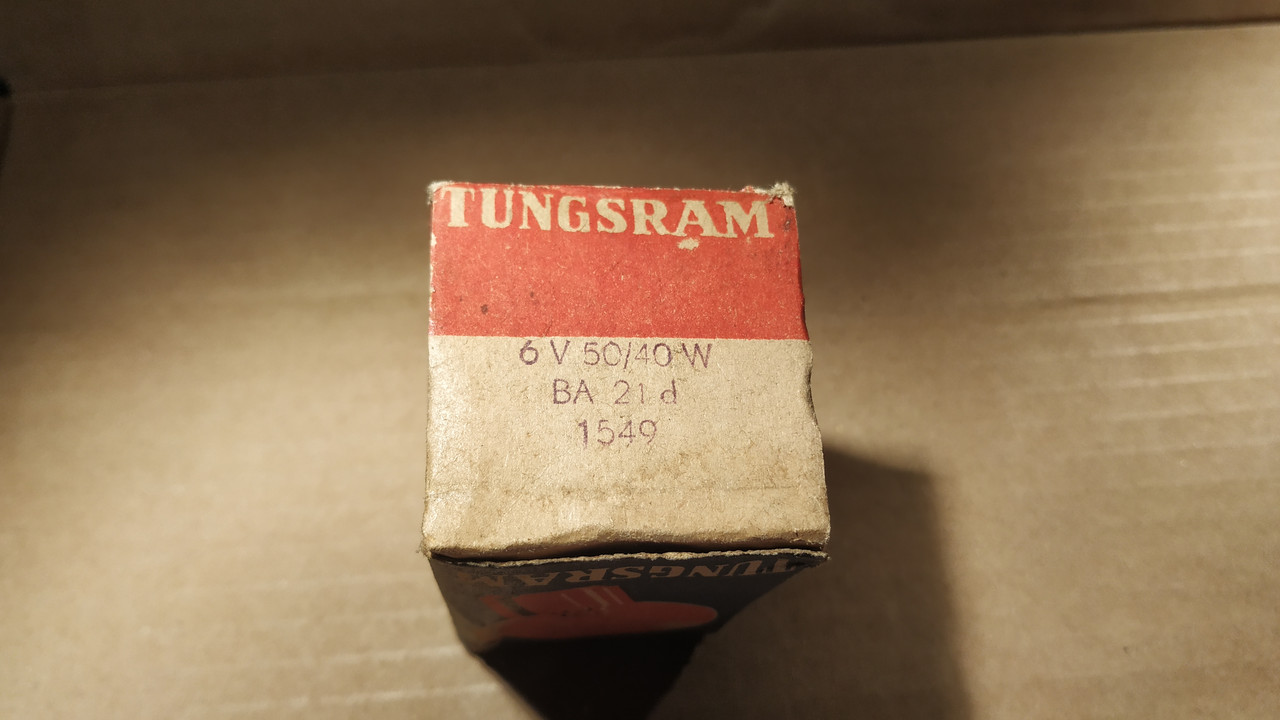 TUNGSRAM
6 V 50/40 W
BA 21 d
1549
TUNGSRAM